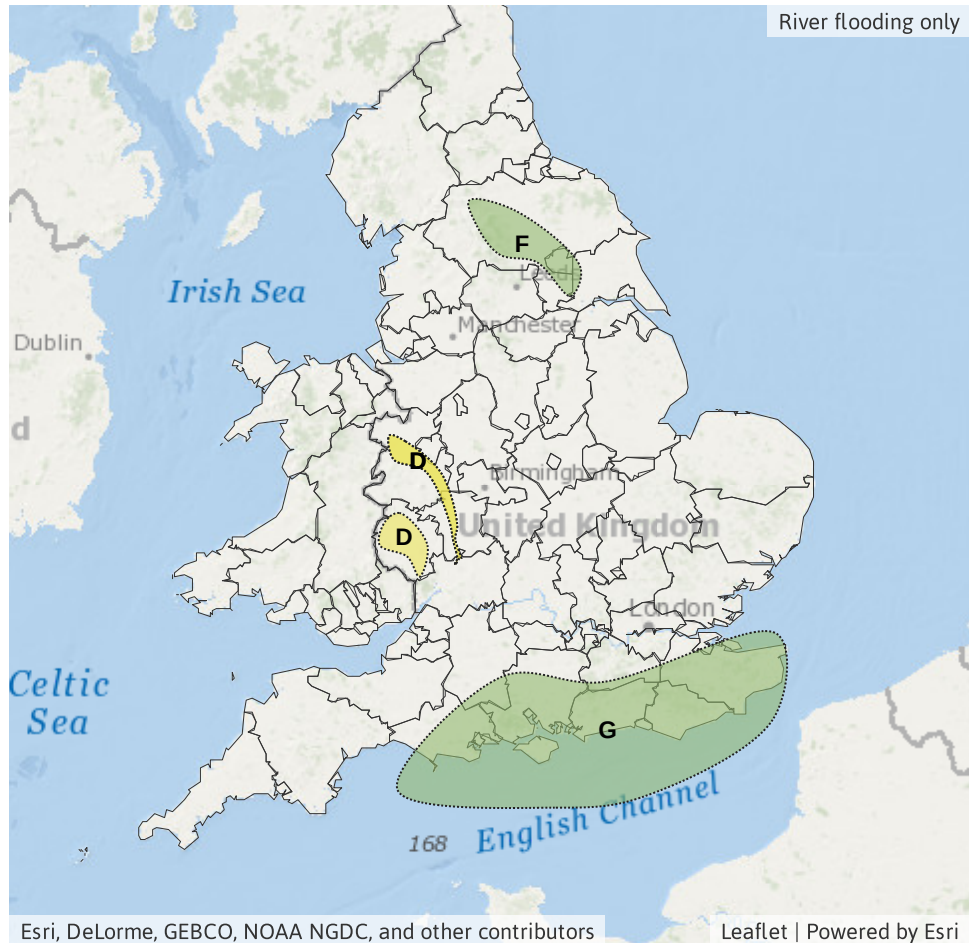 River flooding only
F
Leeds
Irish Sea
Manchester
Dublin
d
D
Birmingham
United Kingdom
D
London
Celtic
Sea
G
English Channel
168
Esri, DeLorme, GEBCO, NOAA NGDC, and other contributors
Leaflet | Powered by Esri